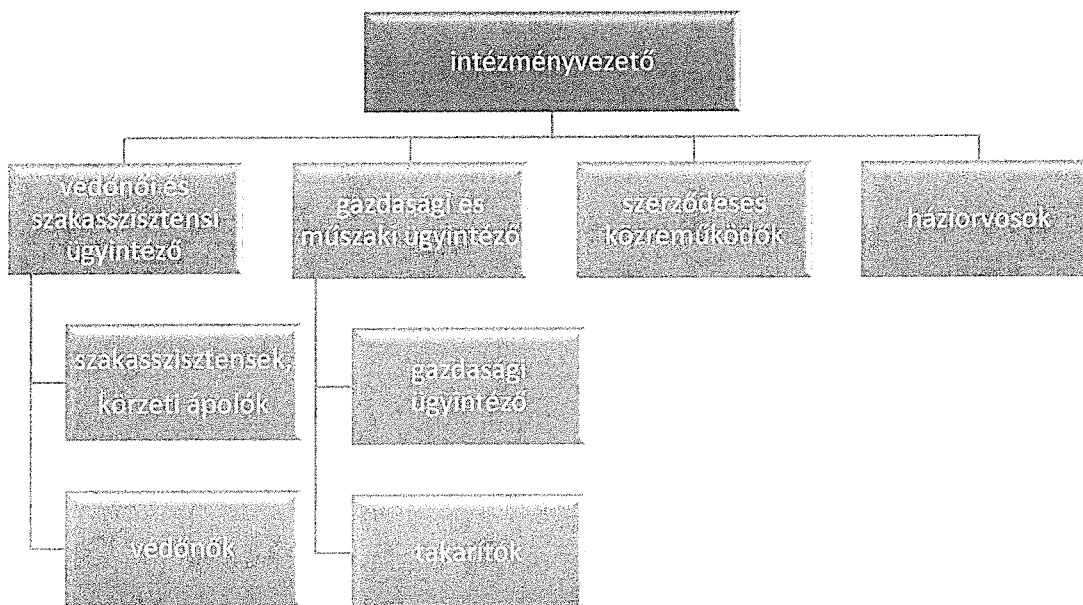 intézményvezető
védőnői és
szakasszisztensi
ügyintéző
gazdasági és
műszaki ügyintéző
szerződéses
közreműködők
háziorvosok
szakasszisztensek,
körzeti ápolók
gazdasági
ügyintéző
védőnők
takarítók